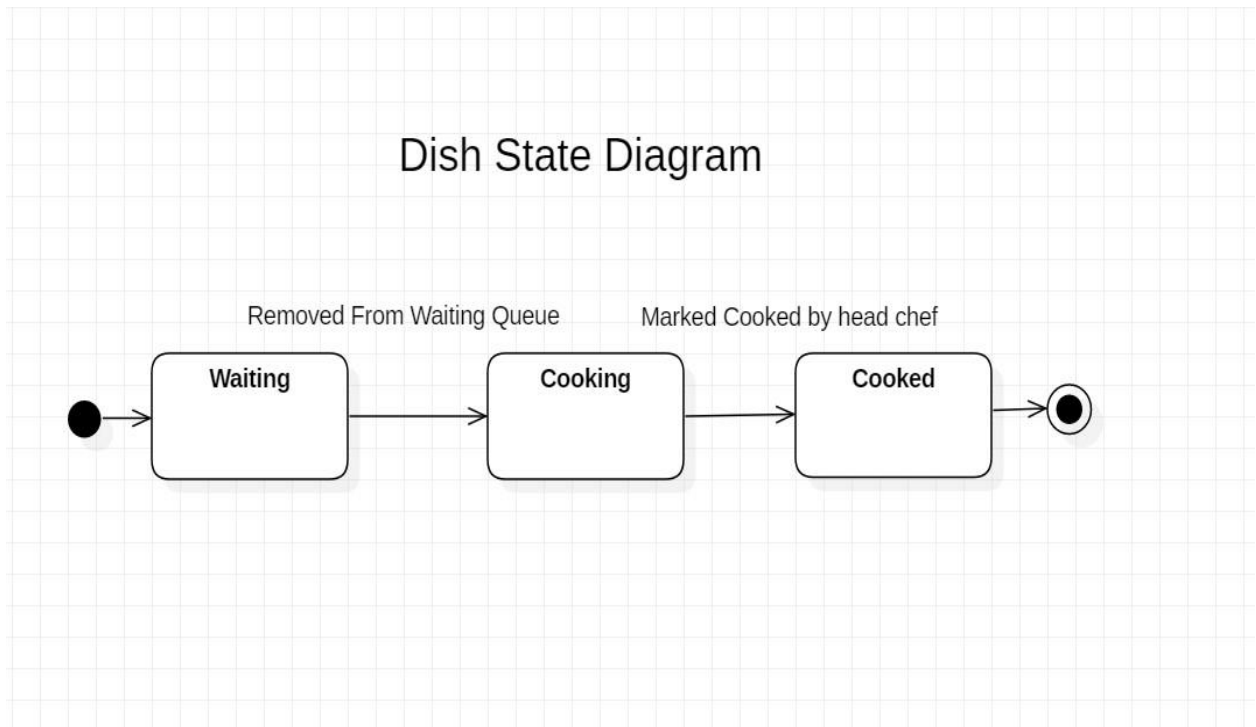 Dish State Diagram
Removed From Waiting Queue
Marked Cooked by head chef
Waiting
Cooking
Cooked